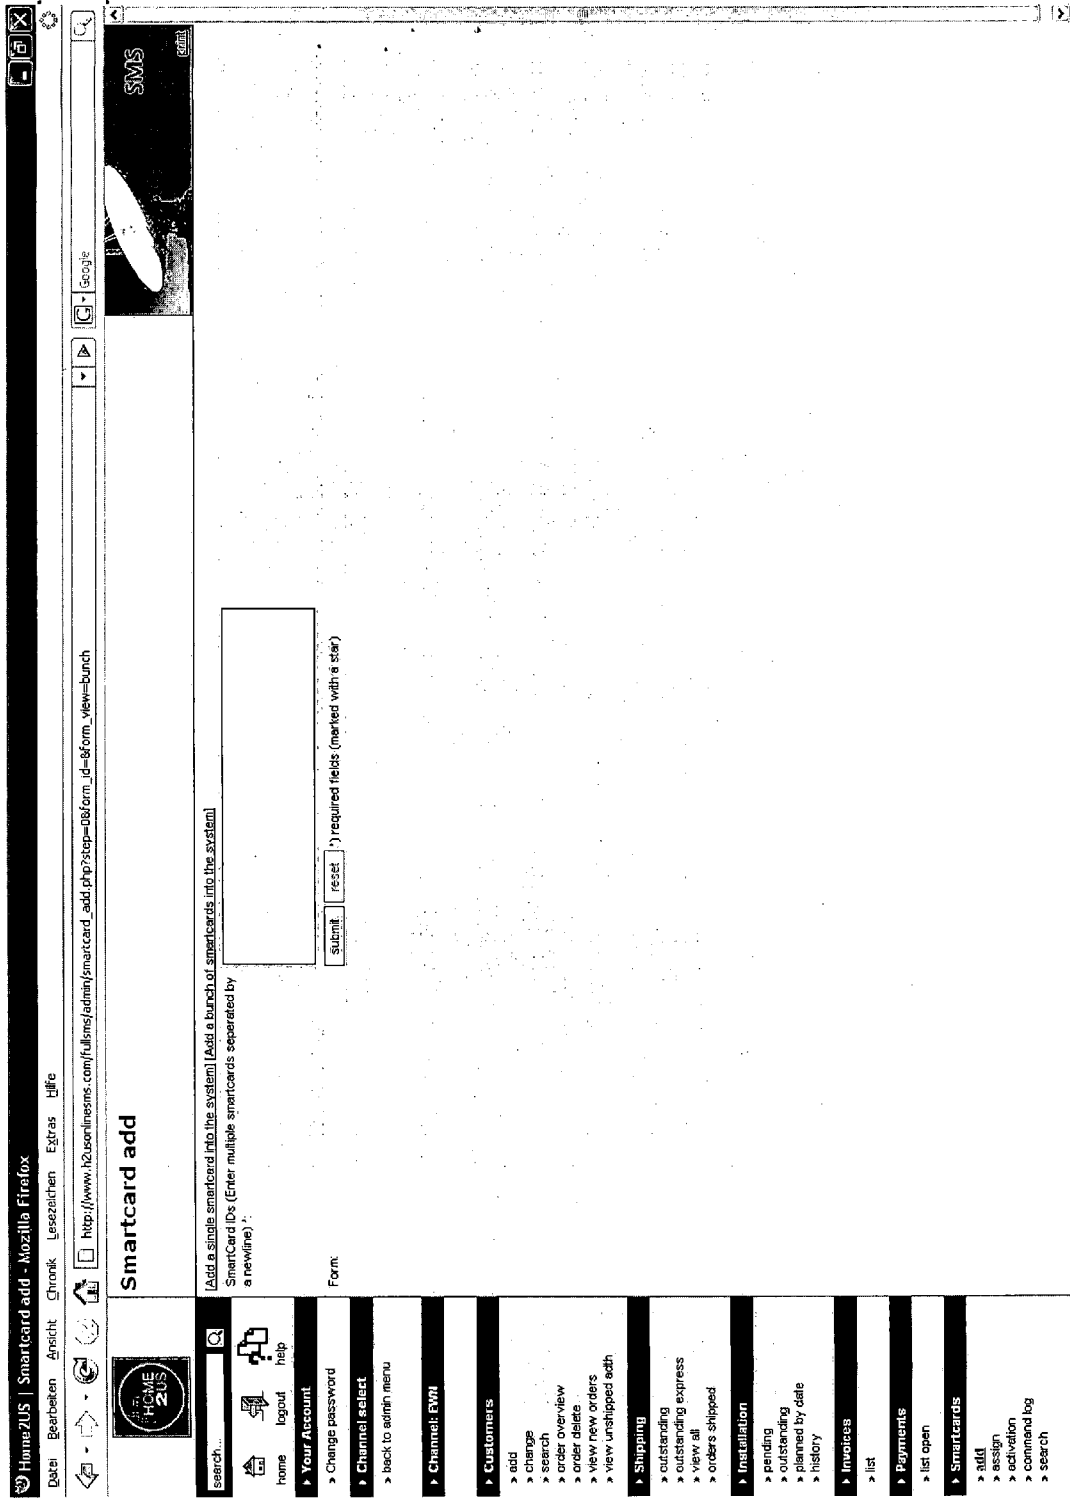 Home2US | Smartcard add - Mozilla Firefox
Datei Bearbeiten Ansicht Chronik Lesezeichen Extras Hilfe
http://www.h2usonlinesms.com/fullsms/admin/smartcard_add.php?step=0&form_id=&form_view=bunch
G Google
HOME
2US
Smartcard add
SMS
print
search...
home logout help
Your Account
» Change password
Channel select
» back to admin menu
Channel: EWN
Customers
» add
» change
» search
» order overview
» order delete
» view new orders
» view unshipped adth
Shipping
» outstanding
» outstanding express
» view all
» orders shipped
Installation
» pending
» outstanding
» planned by date
» history
Invoices
» list
Payments
» list open
Smartcards
» add
» assign
» activation
» command log
» search
[Add a single smartcard into the system] [Add a bunch of smartcards into the system]
SmartCard IDs (Enter multiple smartcards seperated by
a newline) *:
Form:
submit reset *) required fields (marked with a star)